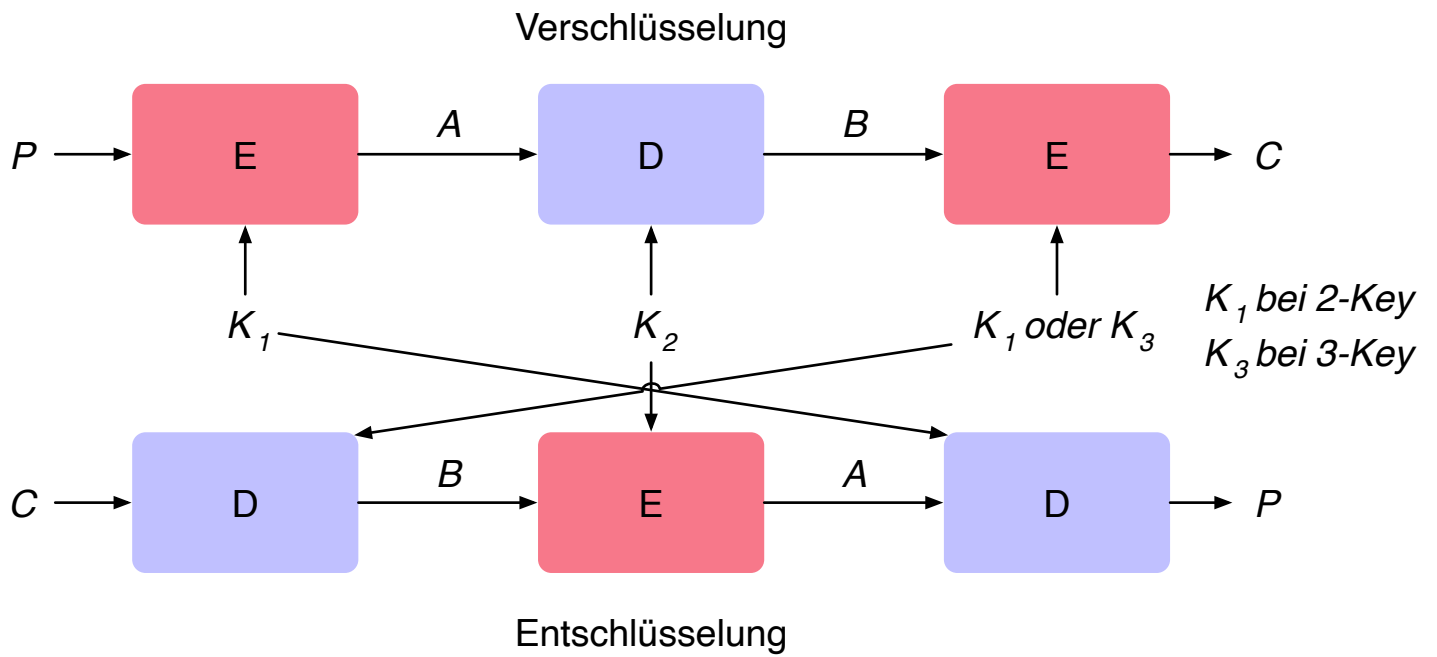 Verschlüsselung
P E A D B E C
K1 K2 K1 oder K3
K1 bei 2-Key
K3 bei 3-Key
C D B E A D P
Entschlüsselung